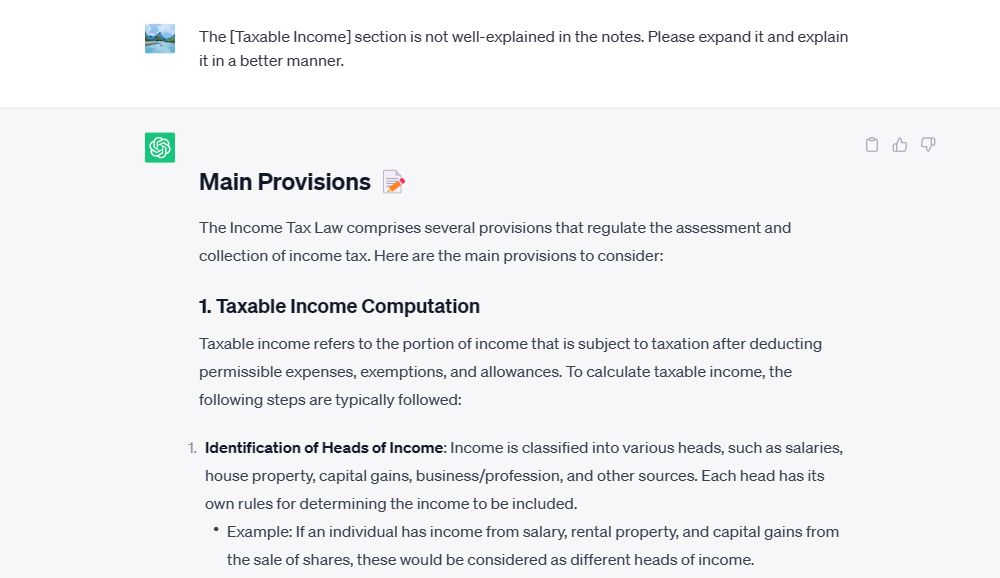 The [Taxable Income] section is not well-explained in the notes. Please expand it and explain
it in a better manner.
Main Provisions 📝
The Income Tax Law comprises several provisions that regulate the assessment and
collection of income tax. Here are the main provisions to consider:
1. Taxable Income Computation
Taxable income refers to the portion of income that is subject to taxation after deducting
permissible expenses, exemptions, and allowances. To calculate taxable income, the
following steps are typically followed:
1. Identification of Heads of Income: Income is classified into various heads, such as salaries,
house property, capital gains, business/profession, and other sources. Each head has its
own rules for determining the income to be included.
• Example: If an individual has income from salary, rental property, and capital gains from
the sale of shares, these would be considered as different heads of income.